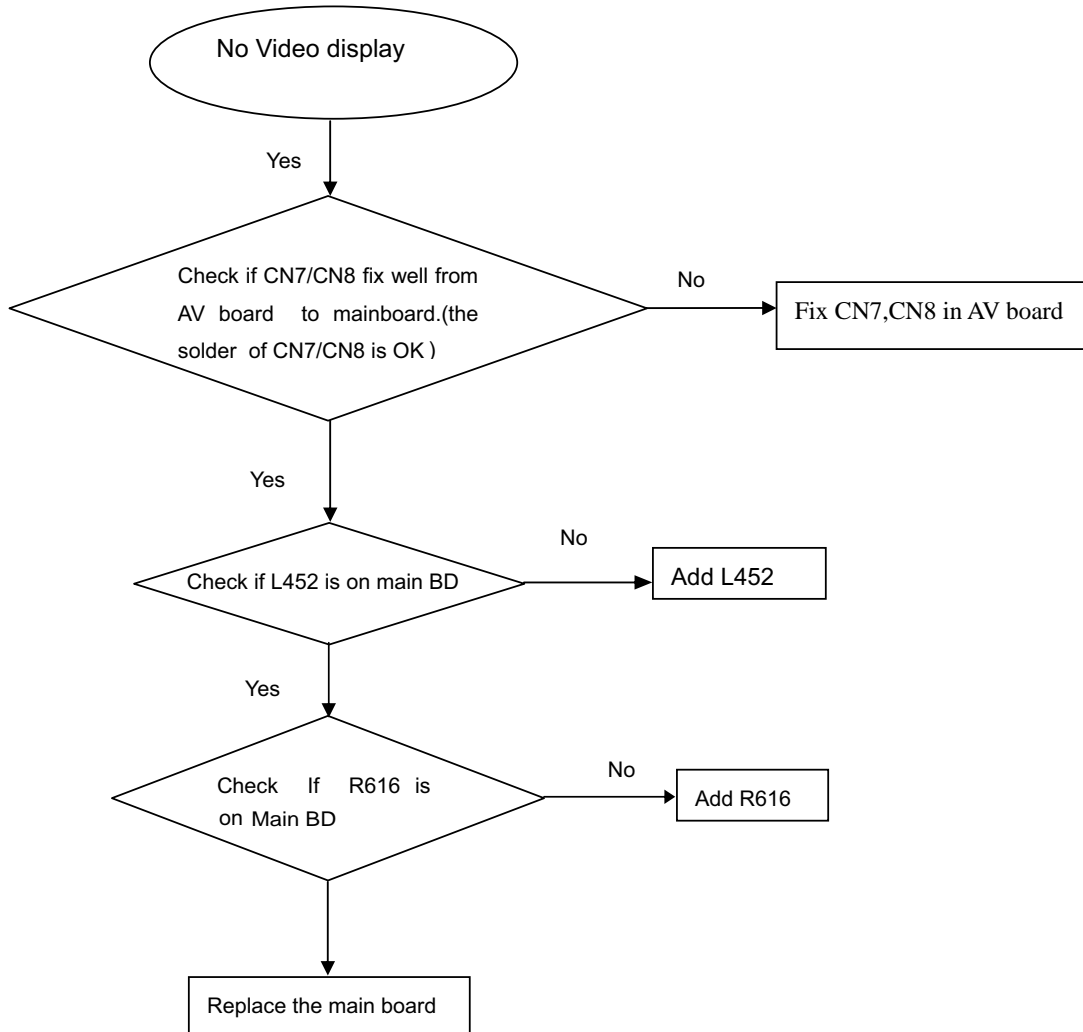 No Video display
Yes
Check if CN7/CN8 fix well from
AV board to mainboard.(the
solder of CN7/CN8 is OK)
No
Fix CN7,CN8 in AV board
Yes
Check if L452 is on main BD
No
Add L452
Yes
Check If R616 is
on Main BD
No
Add R616
Replace the main board